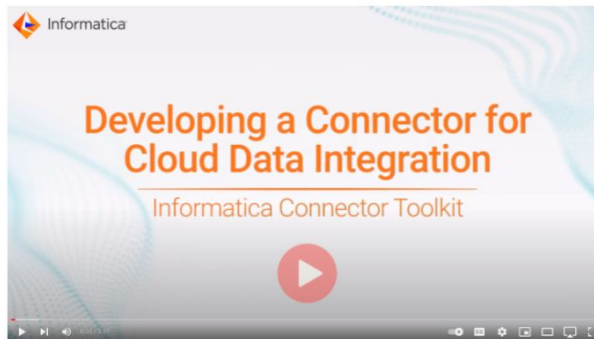 Informatica
Developing a Connector for
Cloud Data Integration
Informatica Connector Toolkit